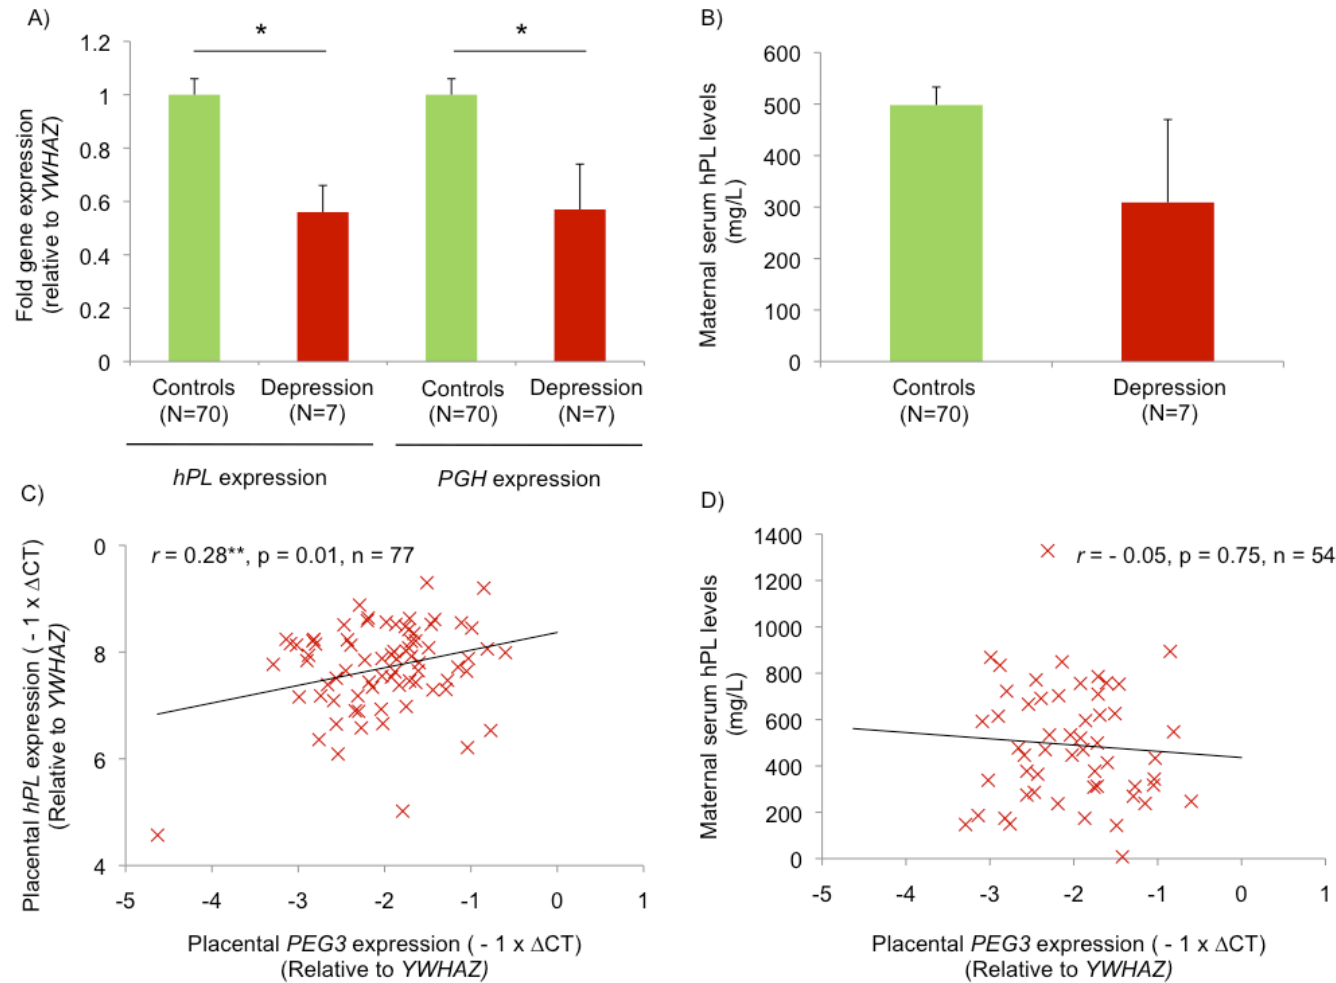 A)
*
*
Fold gene expression
(relative to YWHAZ)
1.2
1
0.8
0.6
0.4
0.2
0
Controls
(N=70)
Depression
(N=7)
Controls
(N=70)
Depression
(N=7)
hPL expression
PGH expression
B)
Maternal serum hPL levels
(mg/L)
600
500
400
300
200
100
0
Controls
(N=70)
Depression
(N=7)
C)
Placental hPL expression ( - 1 x ΔCT)
(Relative to YWHAZ)
r = 0.28**, p = 0.01, n = 77
0
8
6
4
-5 -4 -3 -2 -1 0 1
Placental PEG3 expression ( - 1 x ΔCT)
(Relative to YWHAZ)
D)
Maternal serum hPL levels
(mg/L)
r = - 0.05, p = 0.75, n = 54
1400
1200
1000
800
600
400
200
0
-5 -4 -3 -2 -1 0 1
Placental PEG3 expression ( - 1 x ΔCT)
(Relative to YWHAZ)